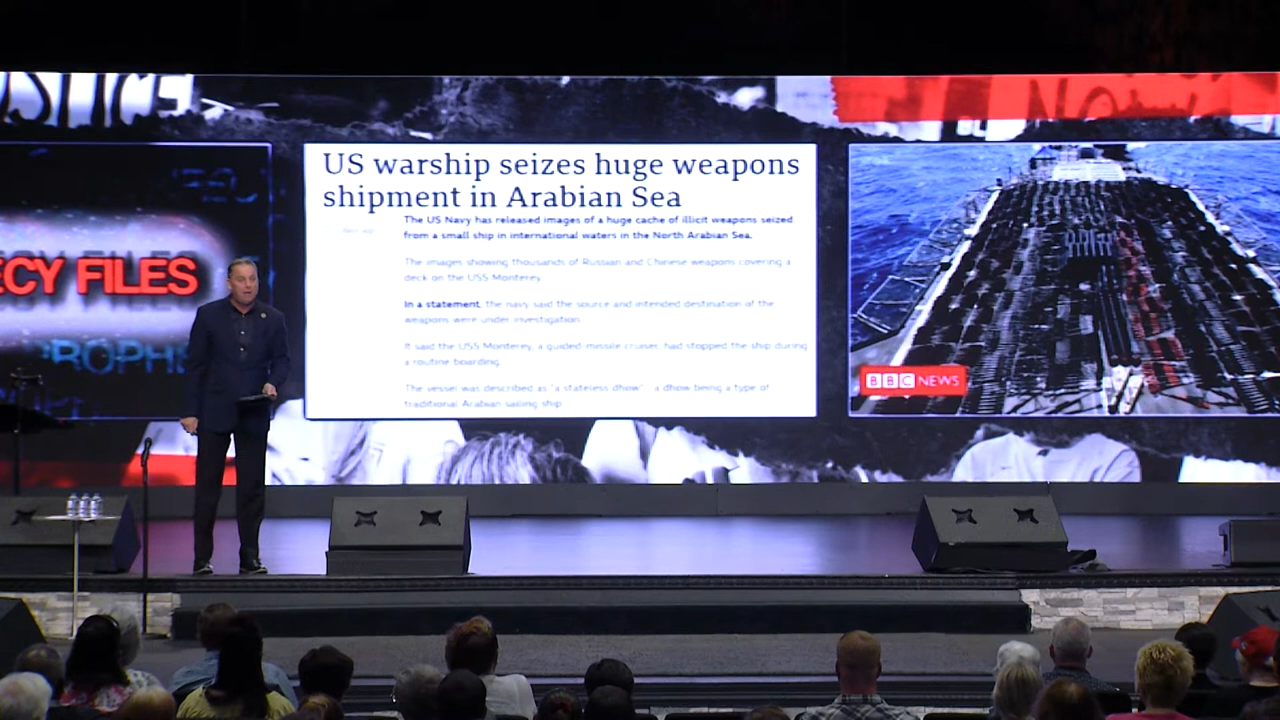 USTICE
NO
ECY FILES
PROPH
US warship seizes huge weapons
shipment in Arabian Sea
The US Navy has released images of a huge cache of illicit weapons seized
from a small ship in international waters in the North Arabian Sea.
The images showing thousands of Russian and Chinese weapons covering a
deck on the USS Monterey.
In a statement, the navy said the source and intended destination of the
weapons were under investigation.
It said the USS Monterey, a guided-missile cruiser, had stopped the ship during
a routine boarding.
The vessel was described as "a stateless dhow" - a dhow being a type of
traditional Arabian sailing ship.
BBC NEWS